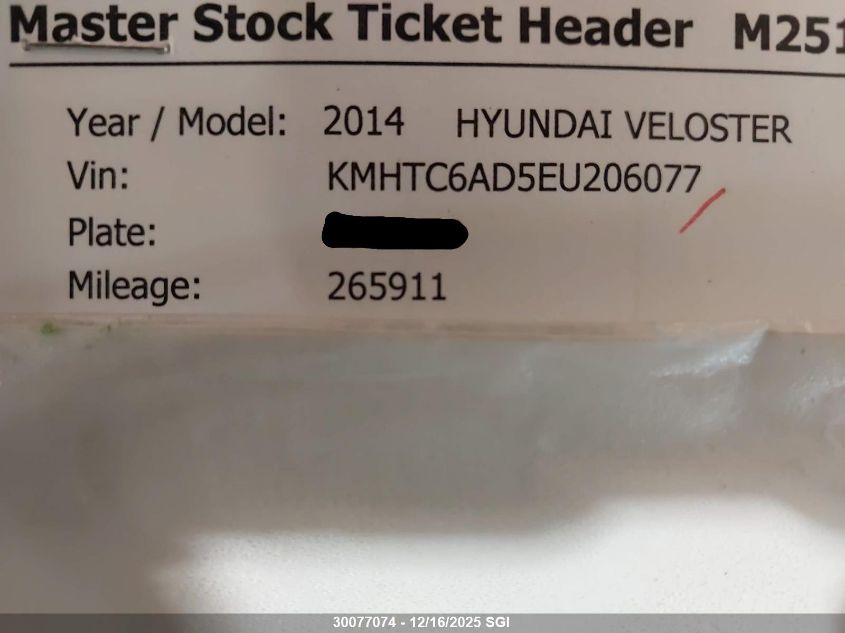 Master Stock Ticket Header M251
Year / Model: 2014 HYUNDAI VELOSTER
Vin: KMHTC6AD5EU206077
Plate:
Mileage: 265911
30077074 - 12/16/2025 SGI